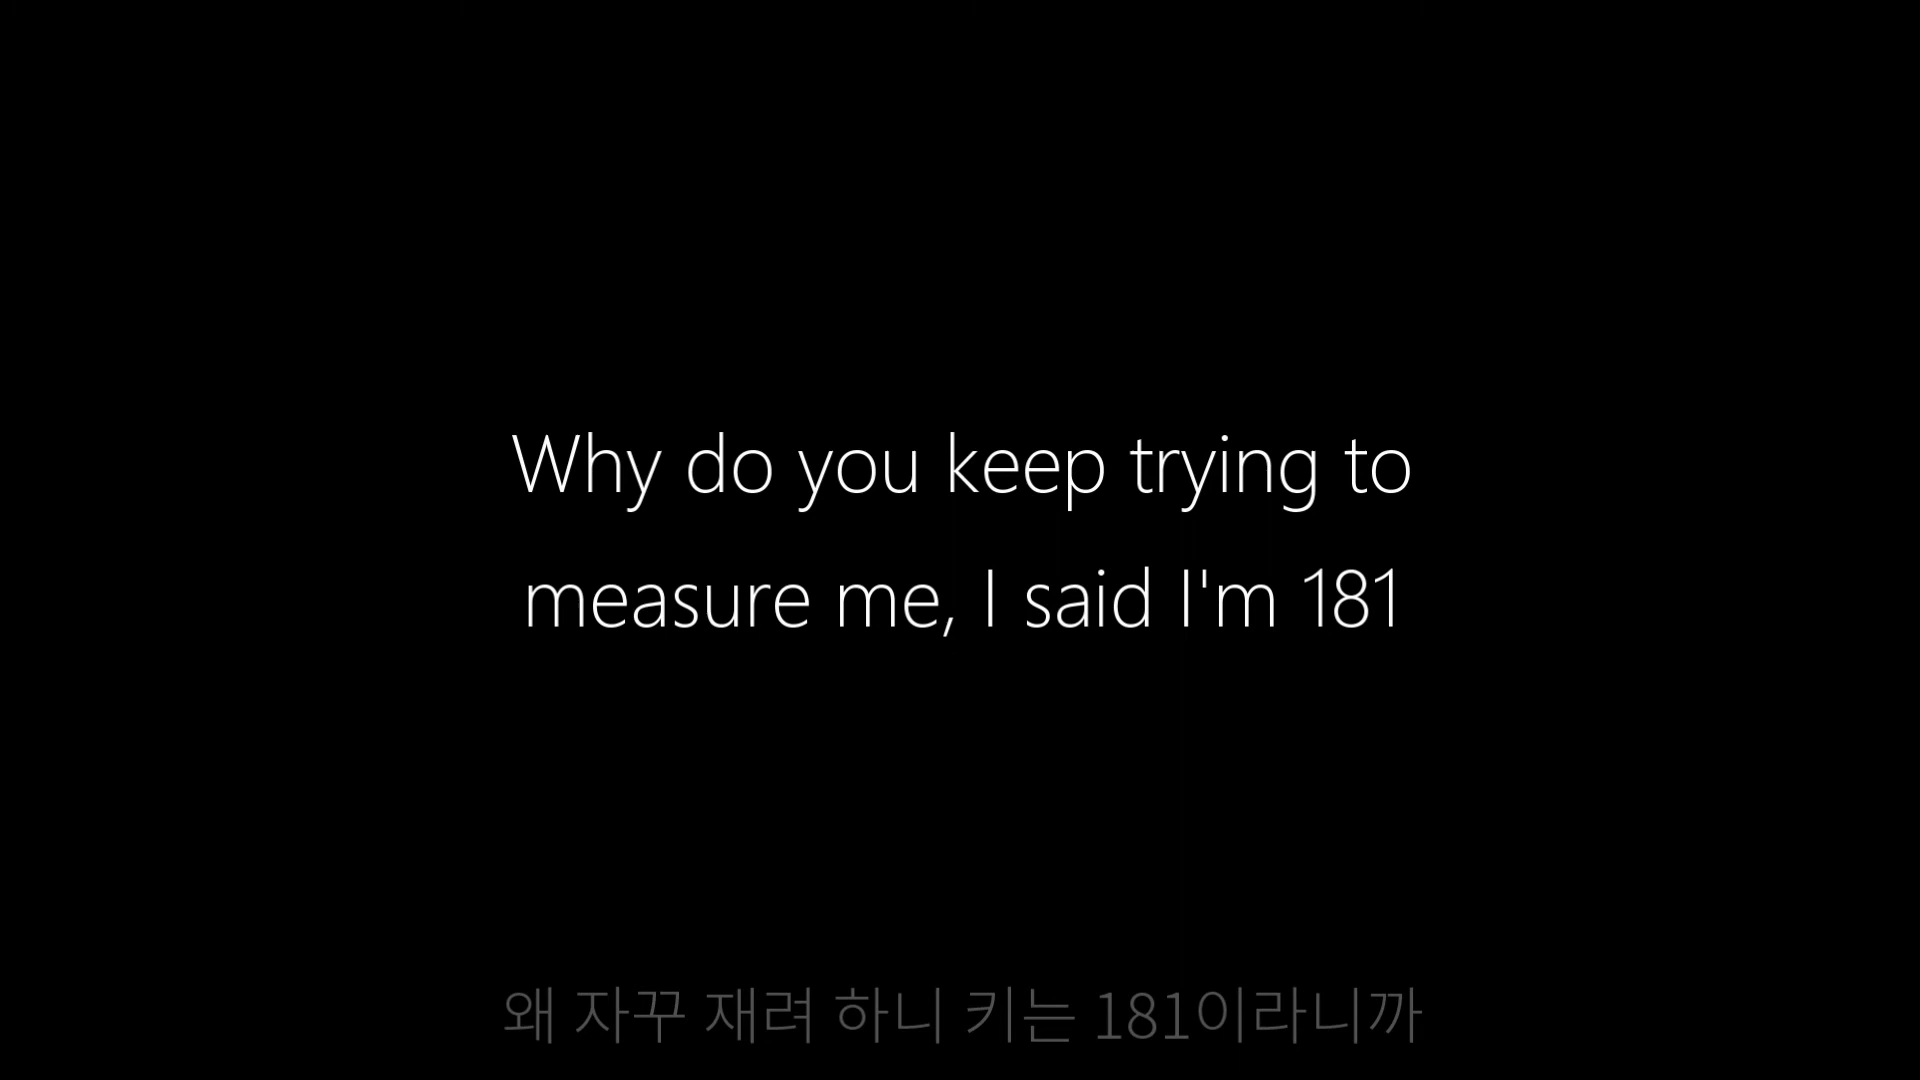 Why do you keep trying to
measure me, I said I'm 181
왜 자꾸 재려 하니 키는 181이라니까